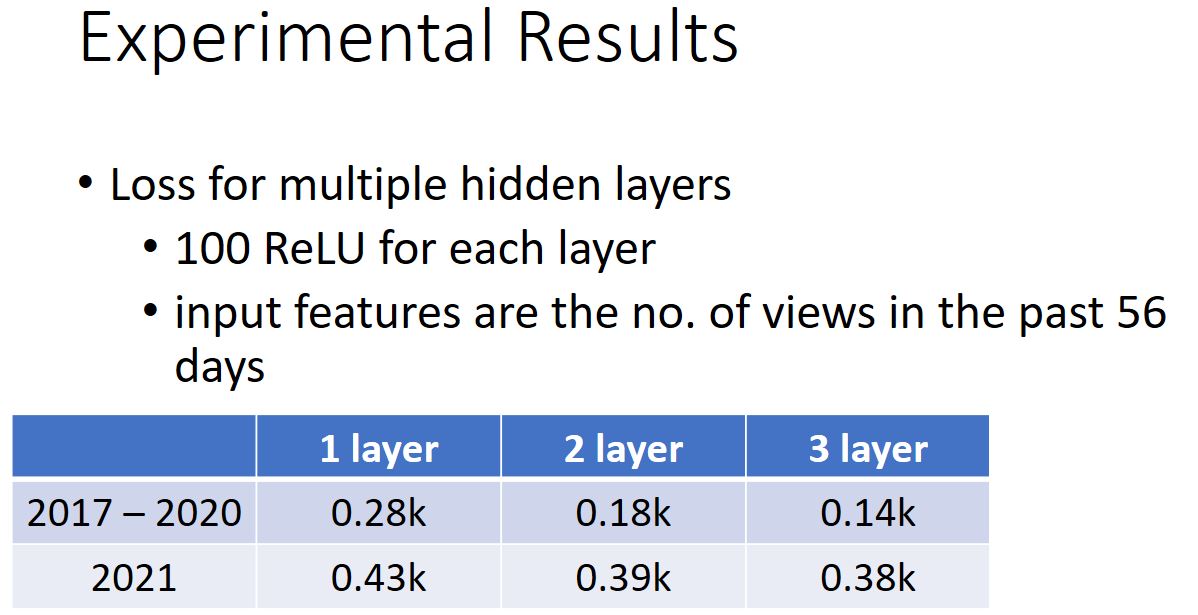 Experimental Results
• Loss for multiple hidden layers
• 100 ReLU for each layer
• input features are the no. of views in the past 56
days
1 layer 2 layer 3 layer
2017 – 2020 0.28k 0.18k 0.14k
2021 0.43k 0.39k 0.38k